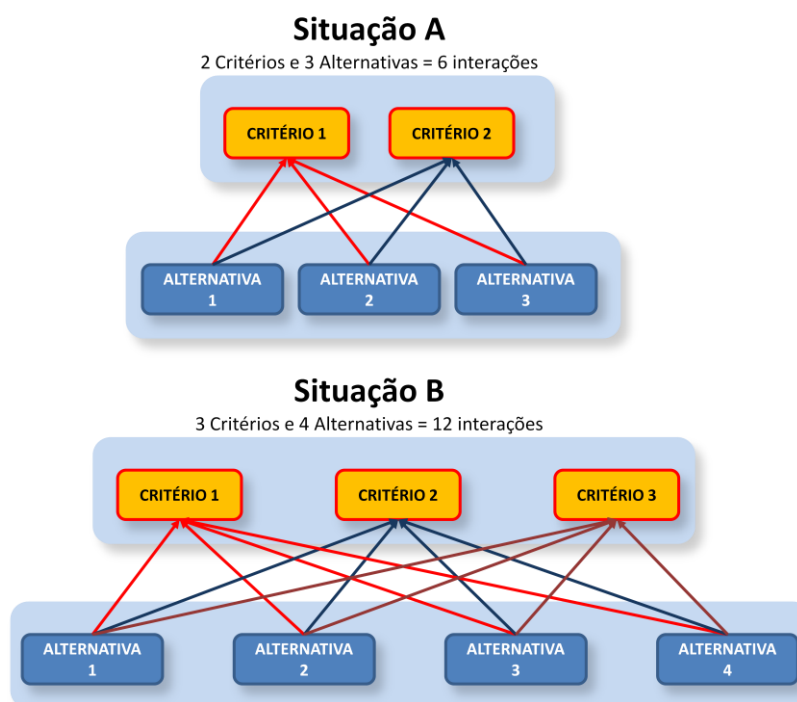 Situação A
2 Critérios e 3 Alternativas = 6 interações
CRITÉRIO 1
CRITÉRIO 2
ALTERNATIVA
1
ALTERNATIVA
2
ALTERNATIVA
3
Situação B
3 Critérios e 4 Alternativas = 12 interações
CRITÉRIO 1
CRITÉRIO 2
CRITÉRIO 3
ALTERNATIVA
1
ALTERNATIVA
2
ALTERNATIVA
3
ALTERNATIVA
4